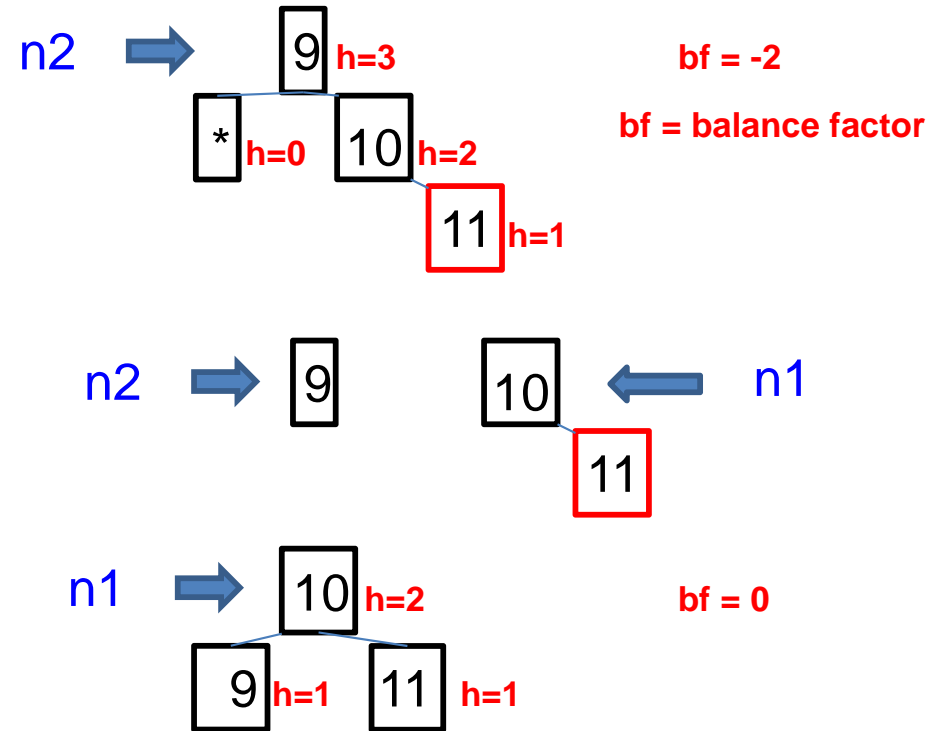 n2 9 h=3 bf = -2
bf = balance factor
* h=0 10 h=2
11 h=1
n2 9 10 n1
11
n1 10 h=2 bf = 0
9 h=1 11 h=1